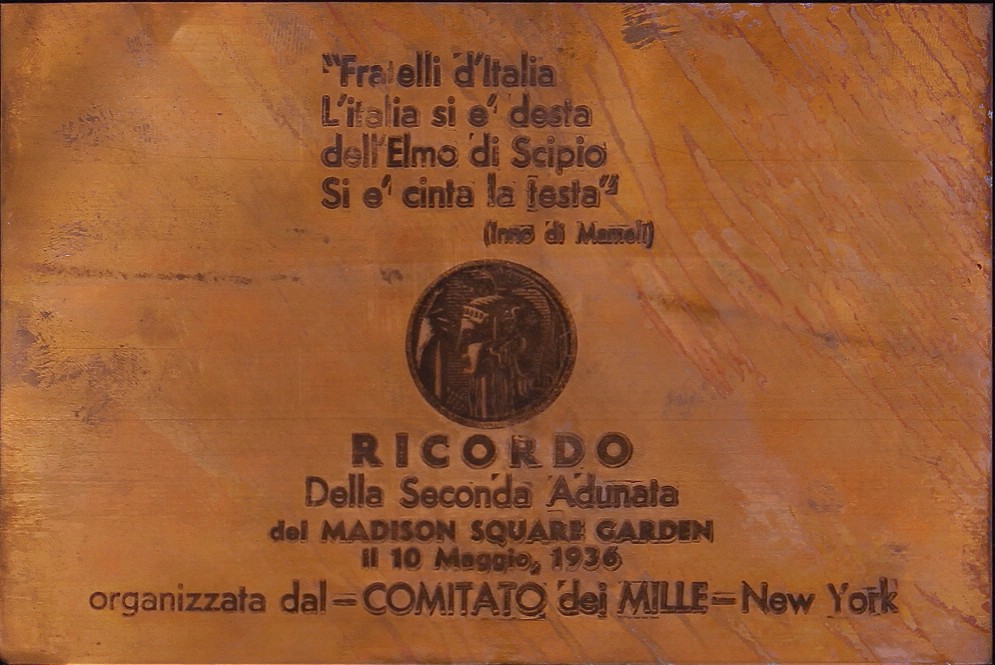 "Fratelli d'Italia
L'italia si e' desta
dell'Elmo di Scipio
Si e' cinta la testa"
(Inno di Mameli)
RICORDO
Della Seconda Adunata
del MADISON SQUARE GARDEN
Il 10 Maggio, 1936
organizzata dal - COMITATO dei MILLE - New York